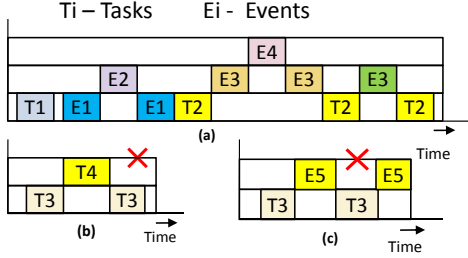 Ti – Tasks Ei - Events
E4
E2 E3 E3 E3
T1 E1 E1 T2 T2 T2
(a)
Time
T4
T3 T3
(b)
Time
E5 E5
T3 T3
(c)
Time